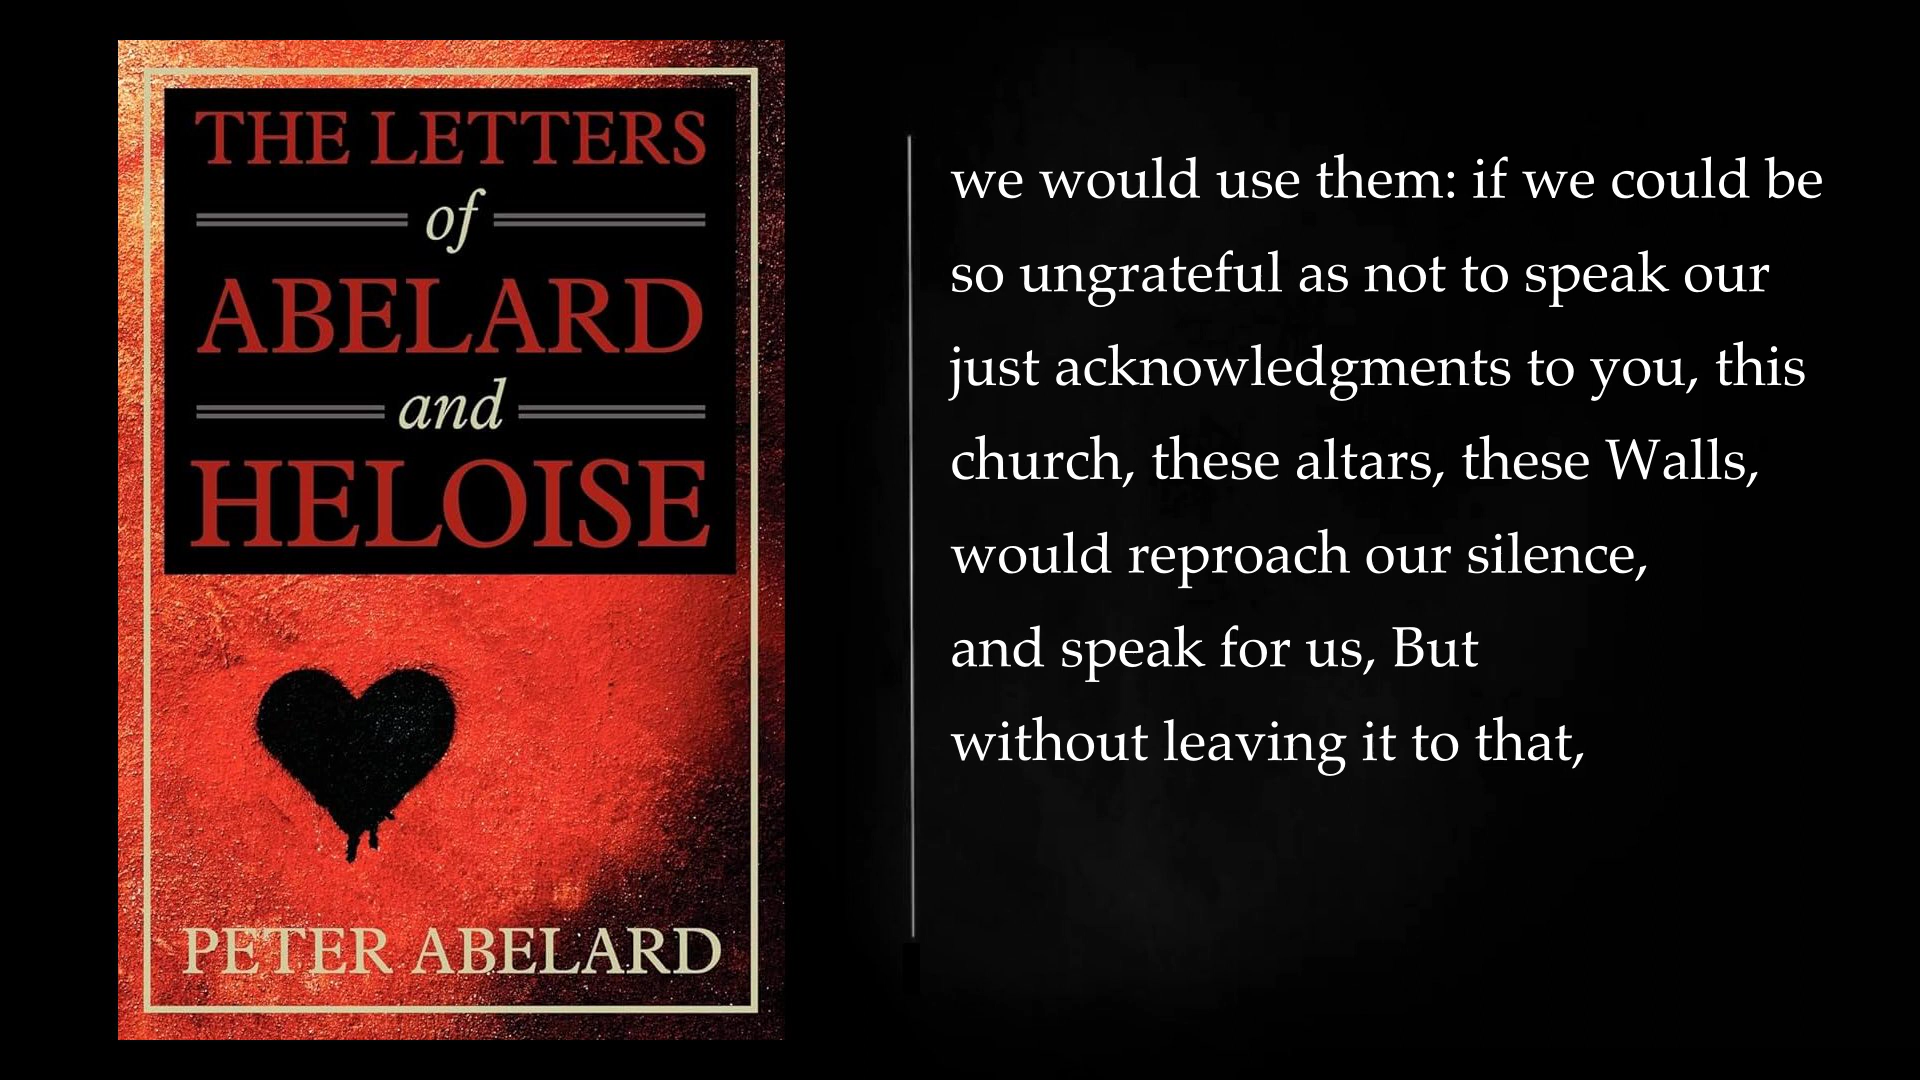 THE LETTERS
of
ABELARD
and
HELOISE
PETER ABELARD
we would use them: if we could be
so ungrateful as not to speak our
just acknowledgments to you, this
church, these altars, these Walls,
would reproach our silence,
and speak for us, But
without leaving it to that,